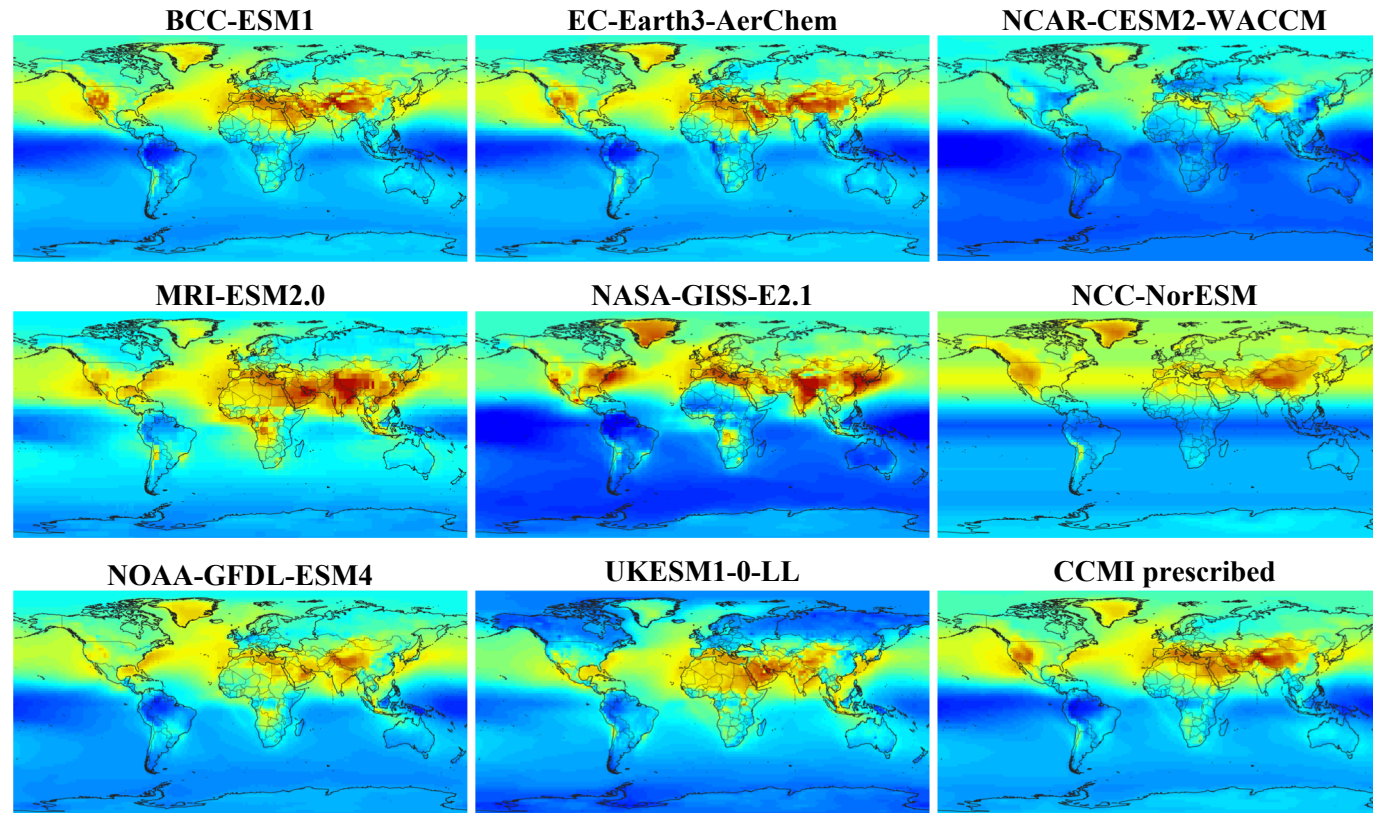 BCC-ESM1
EC-Earth3-AerChem
NCAR-CESM2-WACCM
MRI-ESM2.0
NASA-GISS-E2.1
NCC-NorESM
NOAA-GFDL-ESM4
UKESM1-0-LL
CCMI prescribed